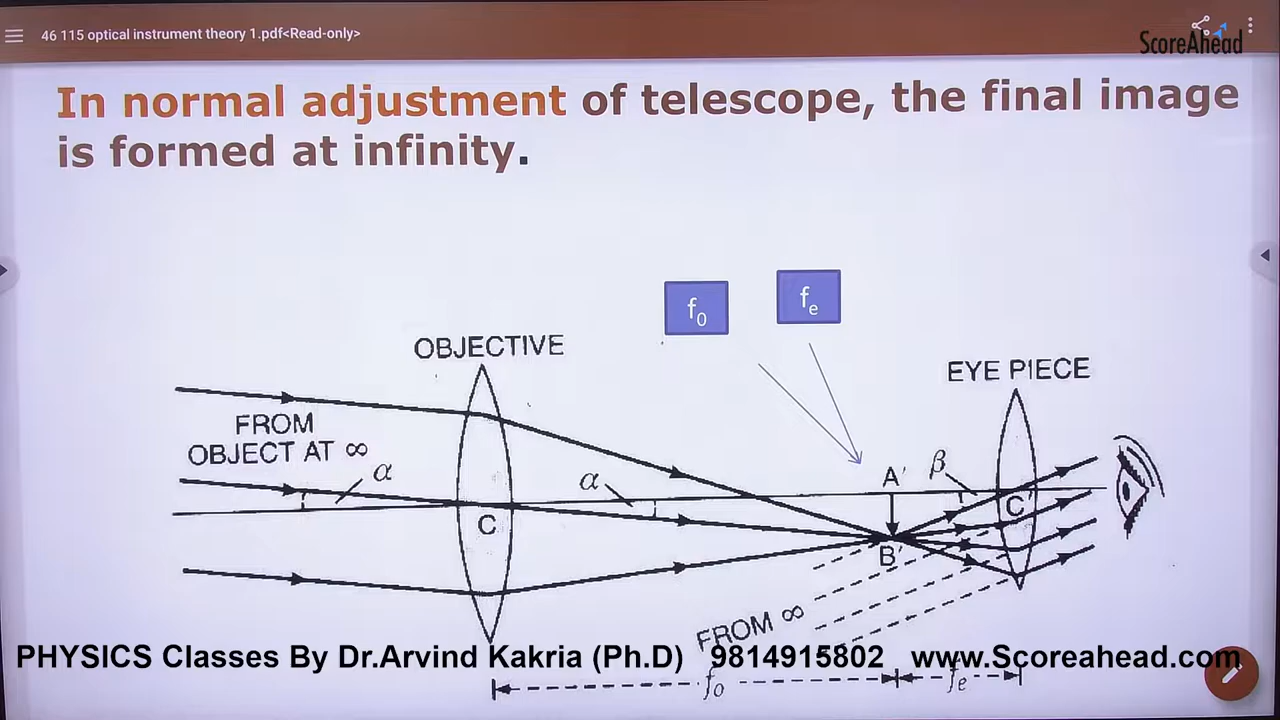 46 115 optical instrument theory 1.pdf<Read-only>
ScoreAhead
In normal adjustment of telescope, the final image
is formed at infinity.
f0
fe
OBJECTIVE
EYE PIECE
FROM
OBJECT AT ∞
α
α
A'
β
C
C'
B'
FROM ∞
PHYSICS Classes By Dr.Arvind Kakria (Ph.D) 9814915802 www.Scoreahead.com
fo
fe